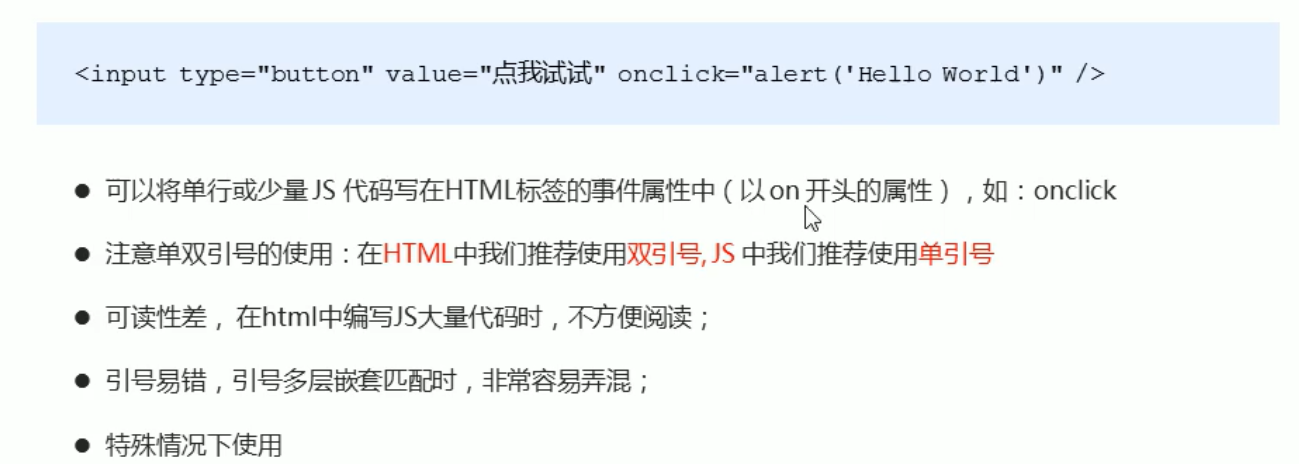 <input type="button" value="点我试试" onclick="alert('Hello World')" />
● 可以将单行或少量 JS 代码写在HTML标签的事件属性中（以 on 开头的属性），如：onclick
● 注意单双引号的使用：在HTML中我们推荐使用双引号, JS 中我们推荐使用单引号
● 可读性差， 在html中编写JS大量代码时，不方便阅读；
● 引号易错，引号多层嵌套匹配时，非常容易弄混；
● 特殊情况下使用